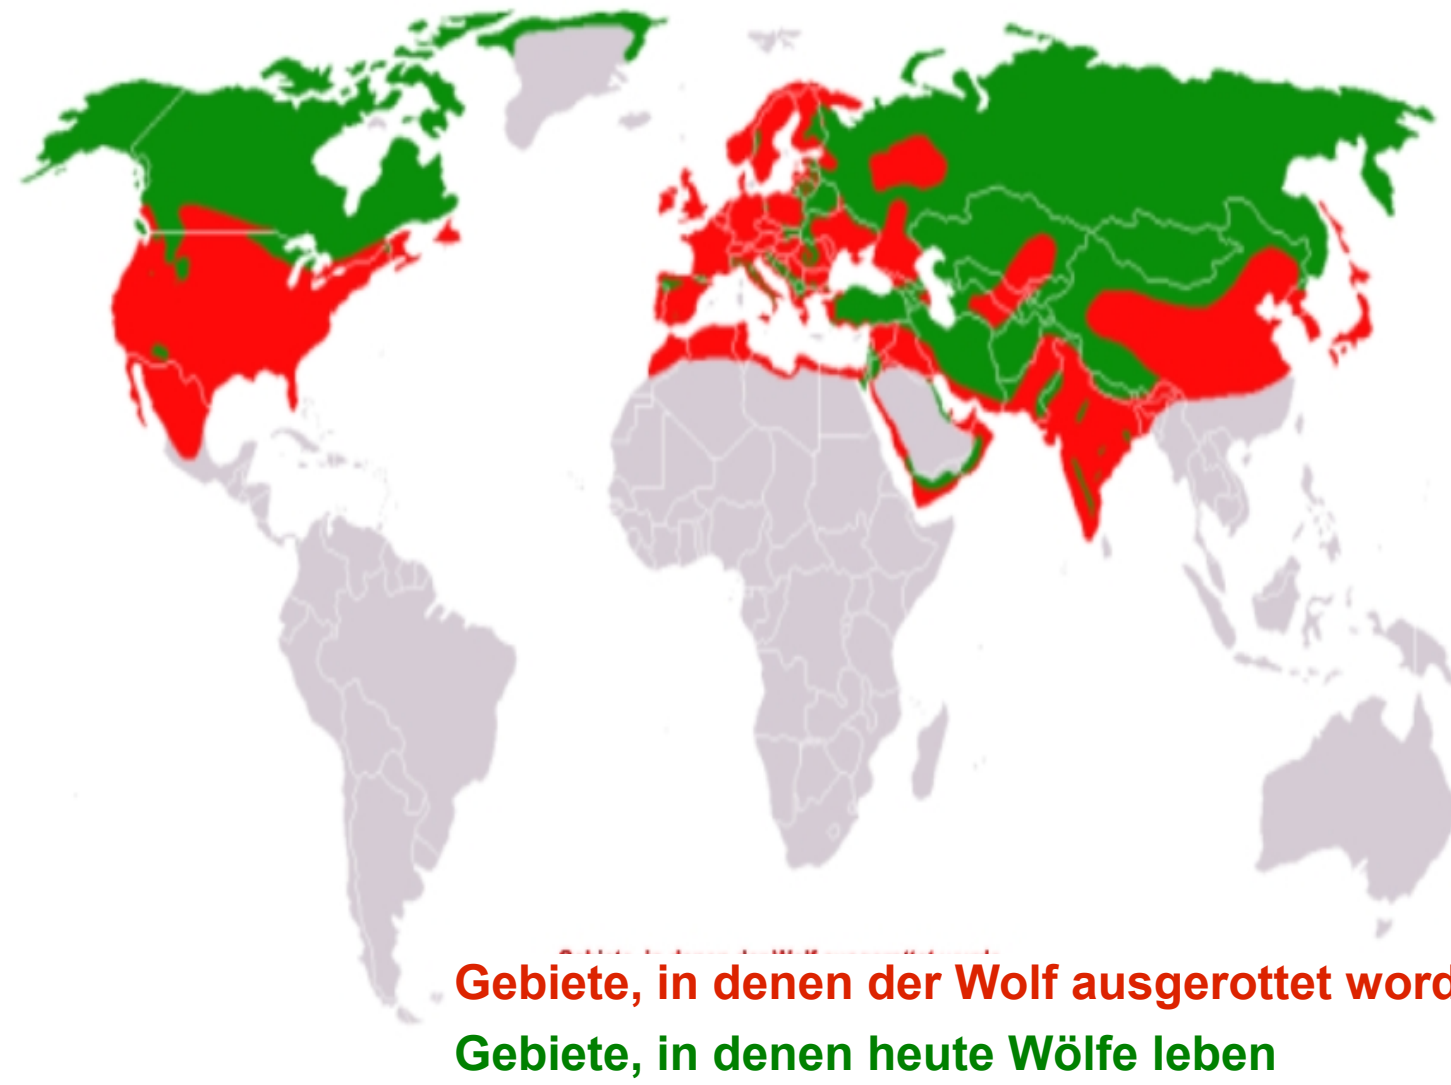 Gebiete, in denen der Wolf ausgerottet word
Gebiete, in denen heute Wölfe leben